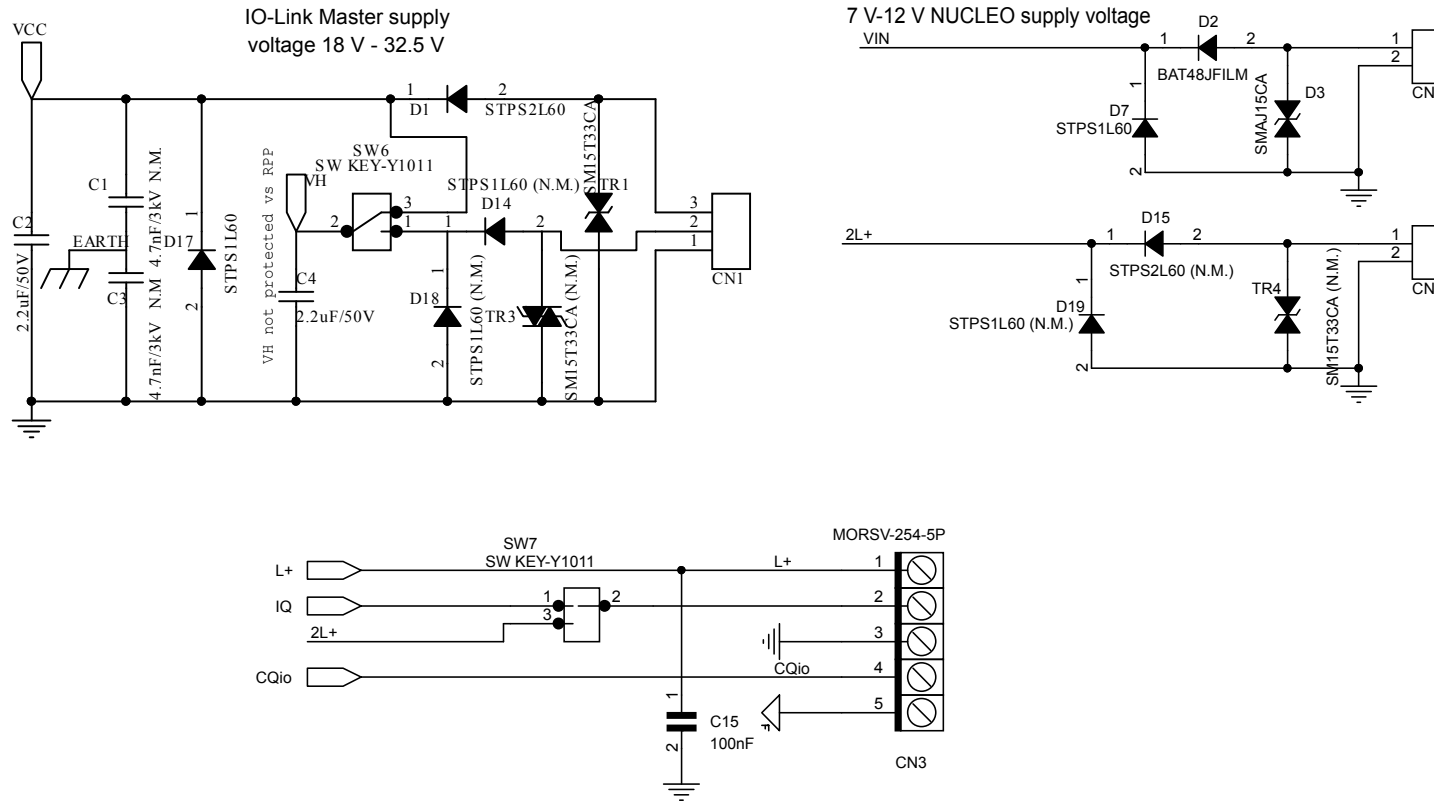 IO-Link Master supply
voltage 18 V - 32.5 V
VCC
1
2
D1
STPS2L60
SW6
SW KEY-Y1011
VH
VH not protected vs RPP
C1
4.7nF/3kV N.M.
C2
2.2uF/50V
EARTH
C3
4.7nF/3kV N.M
D17
1
2
STPS1L60
2
3
1
C4
2.2uF/50V
STPS1L60 (N.M.)
D14
1
2
D18
1
2
STPS1L60 (N.M.)
TR3
SM15T33CA (N.M.)
SM15T33CA
TR1
3
2
1
CN1
7 V-12 V NUCLEO supply voltage
VIN
D2
1
2
BAT48JFILM
1
D7
STPS1L60
2
SMAJ15CA
D3
1
2
CN
2L+
D15
1
2
STPS2L60 (N.M.)
1
D19
STPS1L60 (N.M.)
2
TR4
SM15T33CA (N.M.)
1
2
CN
MORSV-254-5P
SW7
SW KEY-Y1011
L+
L+
1
IQ
1
2
2
3
2L+
3
CQio
CQio
4
1
C15
100nF
2
5
CN3